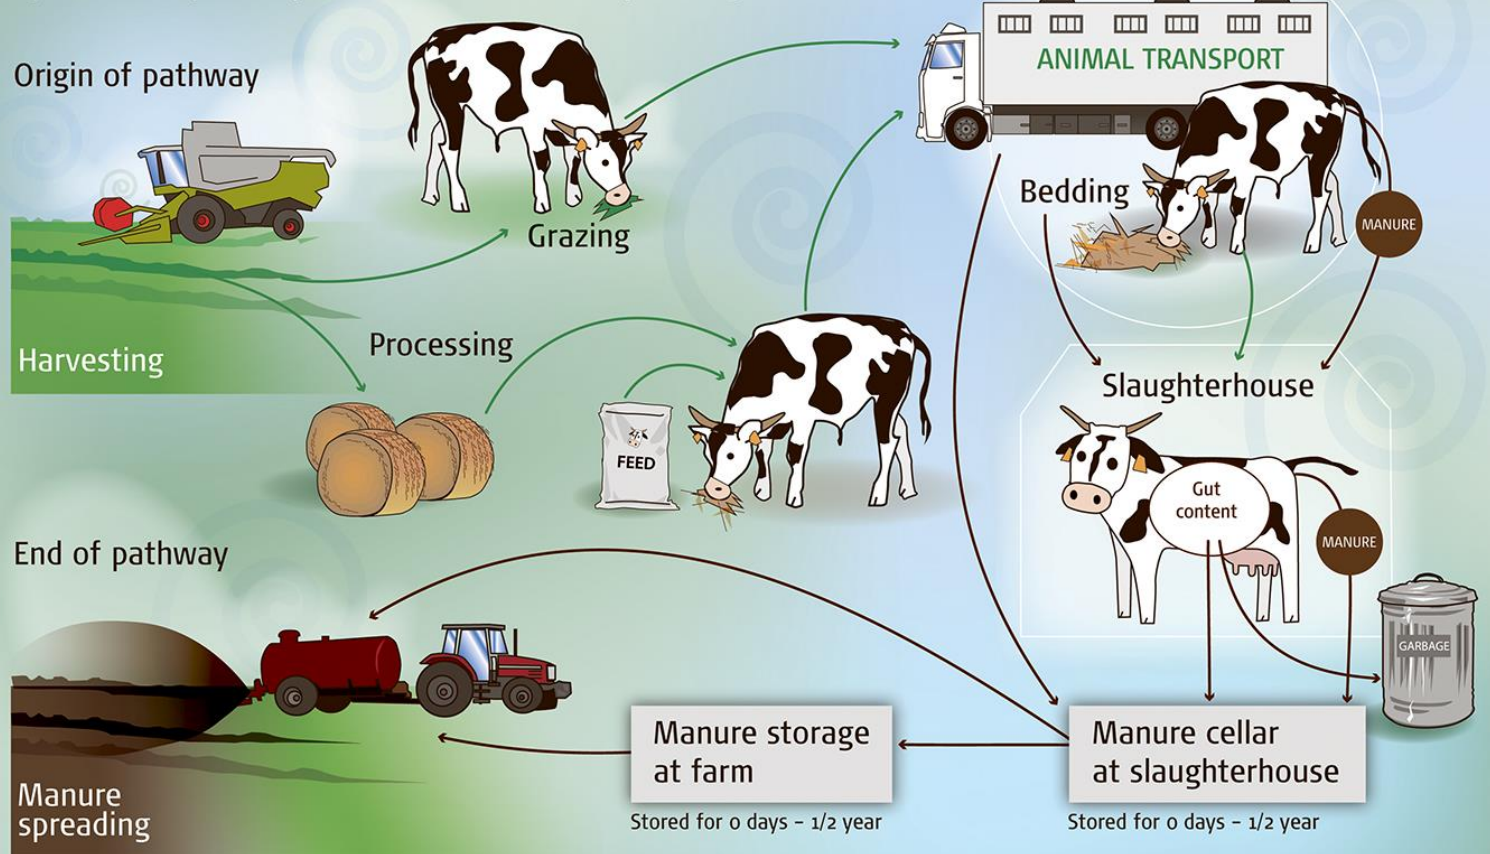 Origin of pathway
ANIMAL TRANSPORT
Bedding
MANURE
Grazing
Harvesting
Processing
FEED
Slaughterhouse
Gut
content
MANURE
GARBAGE
End of pathway
Manure storage
at farm
Stored for 0 days – 1/2 year
Manure cellar
at slaughterhouse
Stored for 0 days – 1/2 year
Manure
spreading